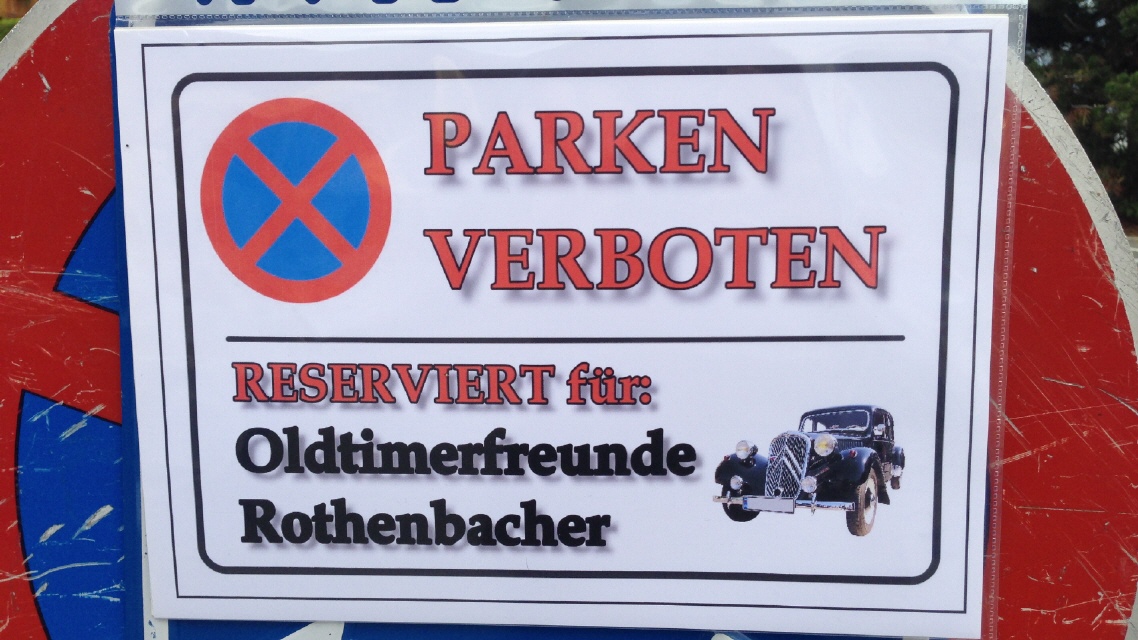 PARKEN
VERBOTEN
RESERVIERT für:
Oldtimerfreunde
Rothenbacher